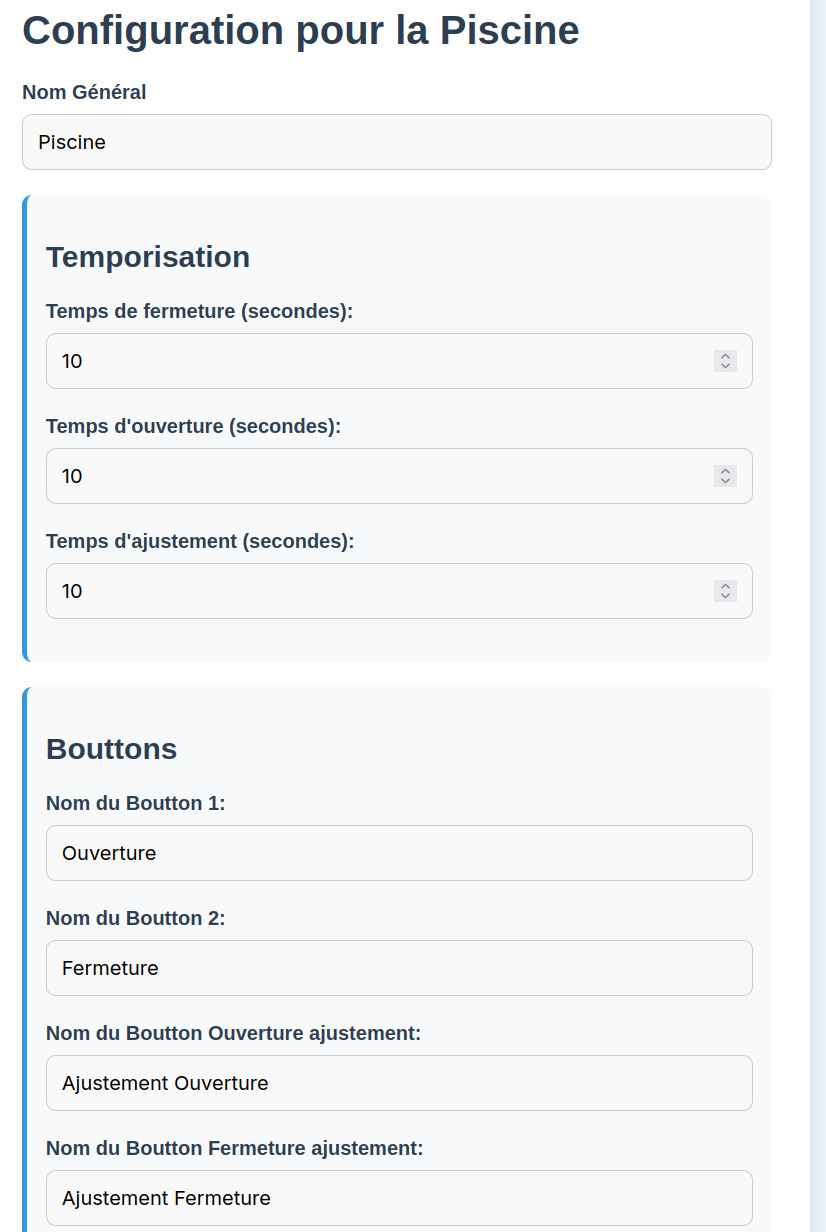 Configuration pour la Piscine
Nom Général
Piscine
Temporisation
Temps de fermeture (secondes):
10
Temps d'ouverture (secondes):
10
Temps d'ajustement (secondes):
10
Bouttons
Nom du Boutton 1:
Ouverture
Nom du Boutton 2:
Fermeture
Nom du Boutton Ouverture ajustement:
Ajustement Ouverture
Nom du Boutton Fermeture ajustement:
Ajustement Fermeture